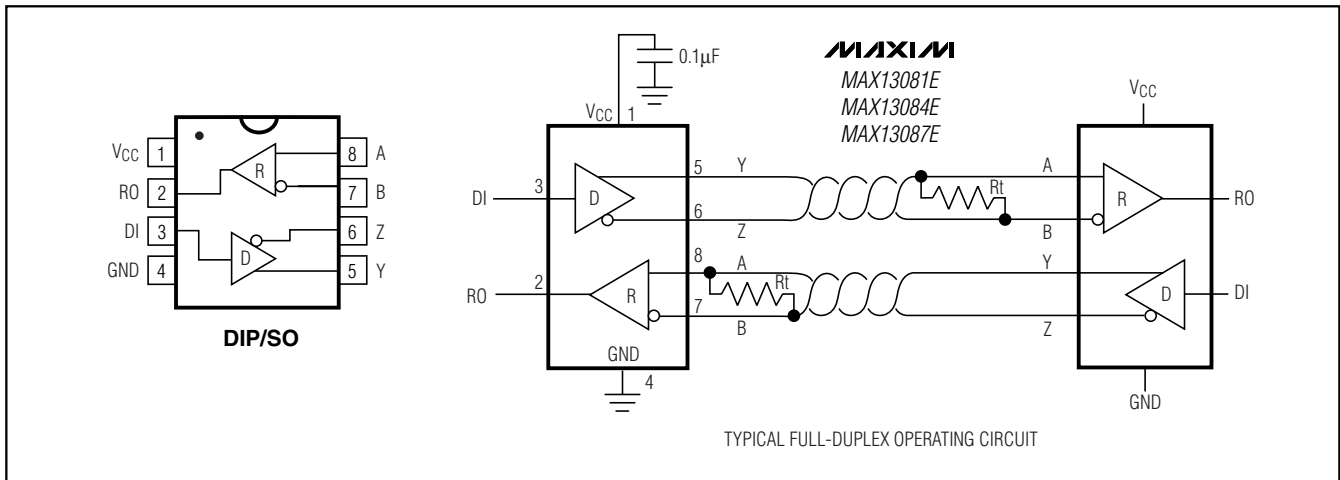 VCC 1
RO 2
DI 3
GND 4
8 A
7 B
6 Z
5 Y
R
D
DIP/SO
0.1µF
MAXIM
MAX13081E
MAX13084E
MAX13087E
VCC 1
VCC
DI 3
D
5 Y
6 Z
Rt
A
B
R
RO
RO 2
R
8 A
7 B
Rt
Y
Z
D
DI
GND
4
GND
TYPICAL FULL-DUPLEX OPERATING CIRCUIT